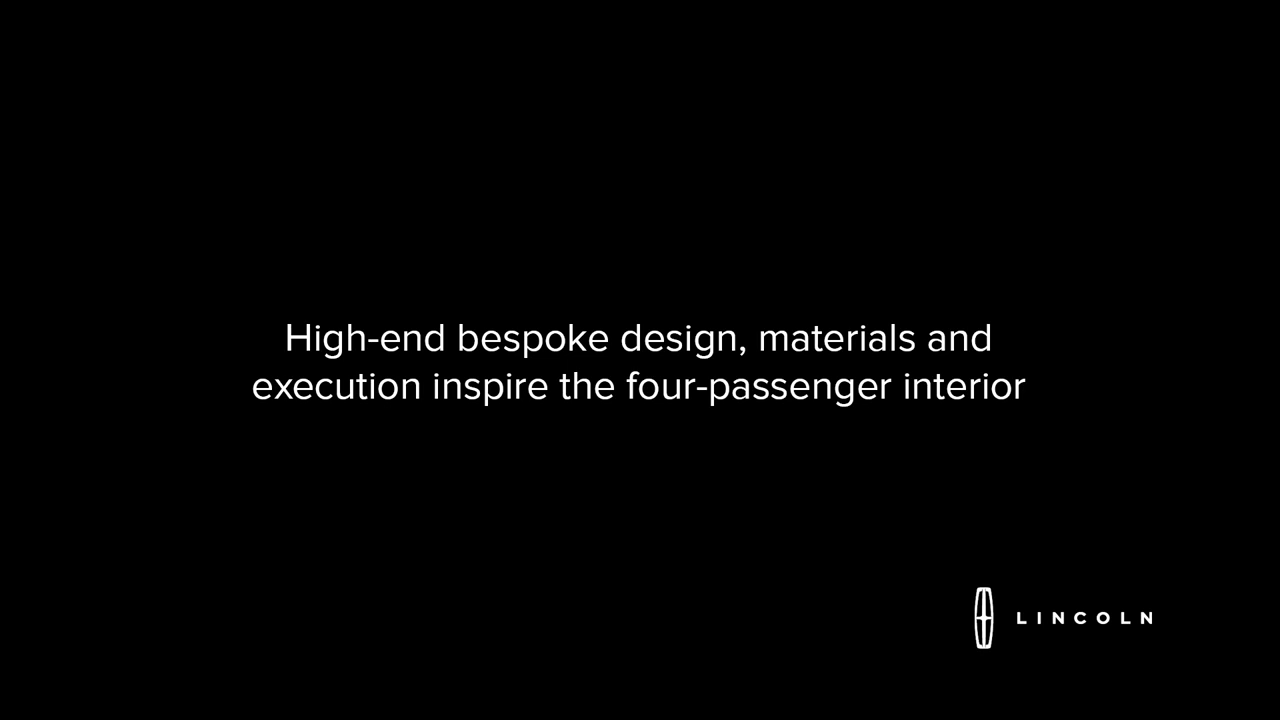 High-end bespoke design, materials and
execution inspire the four-passenger interior
LINCOLN